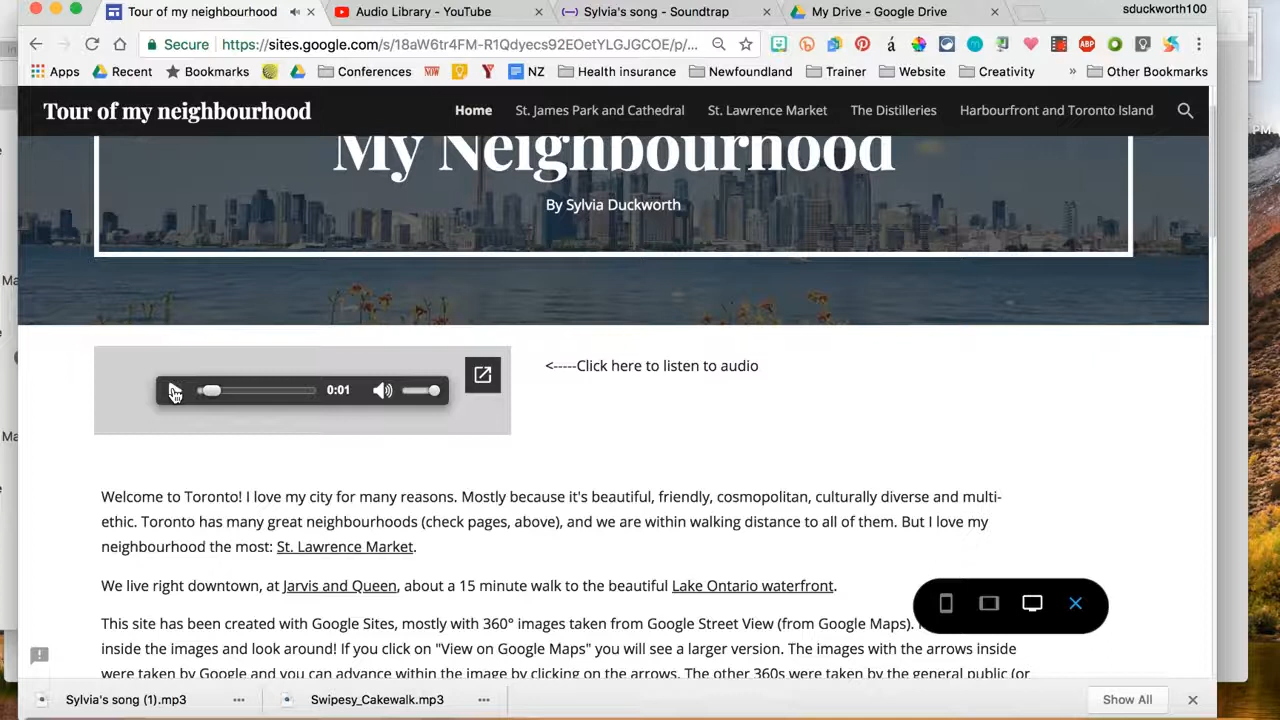 Tour of my neighbourhood
Audio Library - YouTube
Sylvia's song - Soundtrap
My Drive - Google Drive
sduckworth100
Secure
https://sites.google.com/s/18aW6tr4FM-R1Qdyecs92EOetYLGJGCOE/p/...
Apps
Recent
Bookmarks
Conferences
NZ
Health insurance
Newfoundland
Trainer
Website
Creativity
»
Other Bookmarks
Tour of my neighbourhood
Home
St. James Park and Cathedral
St. Lawrence Market
The Distilleries
Harbourfront and Toronto Island
My Neighbourhood
By Sylvia Duckworth
0:01
<-----Click here to listen to audio
Welcome to Toronto! I love my city for many reasons. Mostly because it's beautiful, friendly, cosmopolitan, culturally diverse and multi-
ethic. Toronto has many great neighbourhoods (check pages, above), and we are within walking distance to all of them. But I love my
neighbourhood the most: St. Lawrence Market.
We live right downtown, at Jarvis and Queen, about a 15 minute walk to the beautiful Lake Ontario waterfront.
This site has been created with Google Sites, mostly with 360° images taken from Google Street View (from Google Maps).
inside the images and look around! If you click on "View on Google Maps" you will see a larger version. The images with the arrows inside
were taken by Google and you can advance within the image by clicking on the arrows. The other 360s were taken by the general public (or
Sylvia's song (1).mp3
Swipesy_Cakewalk.mp3
Show All
Ma
Ma
PM
ABP